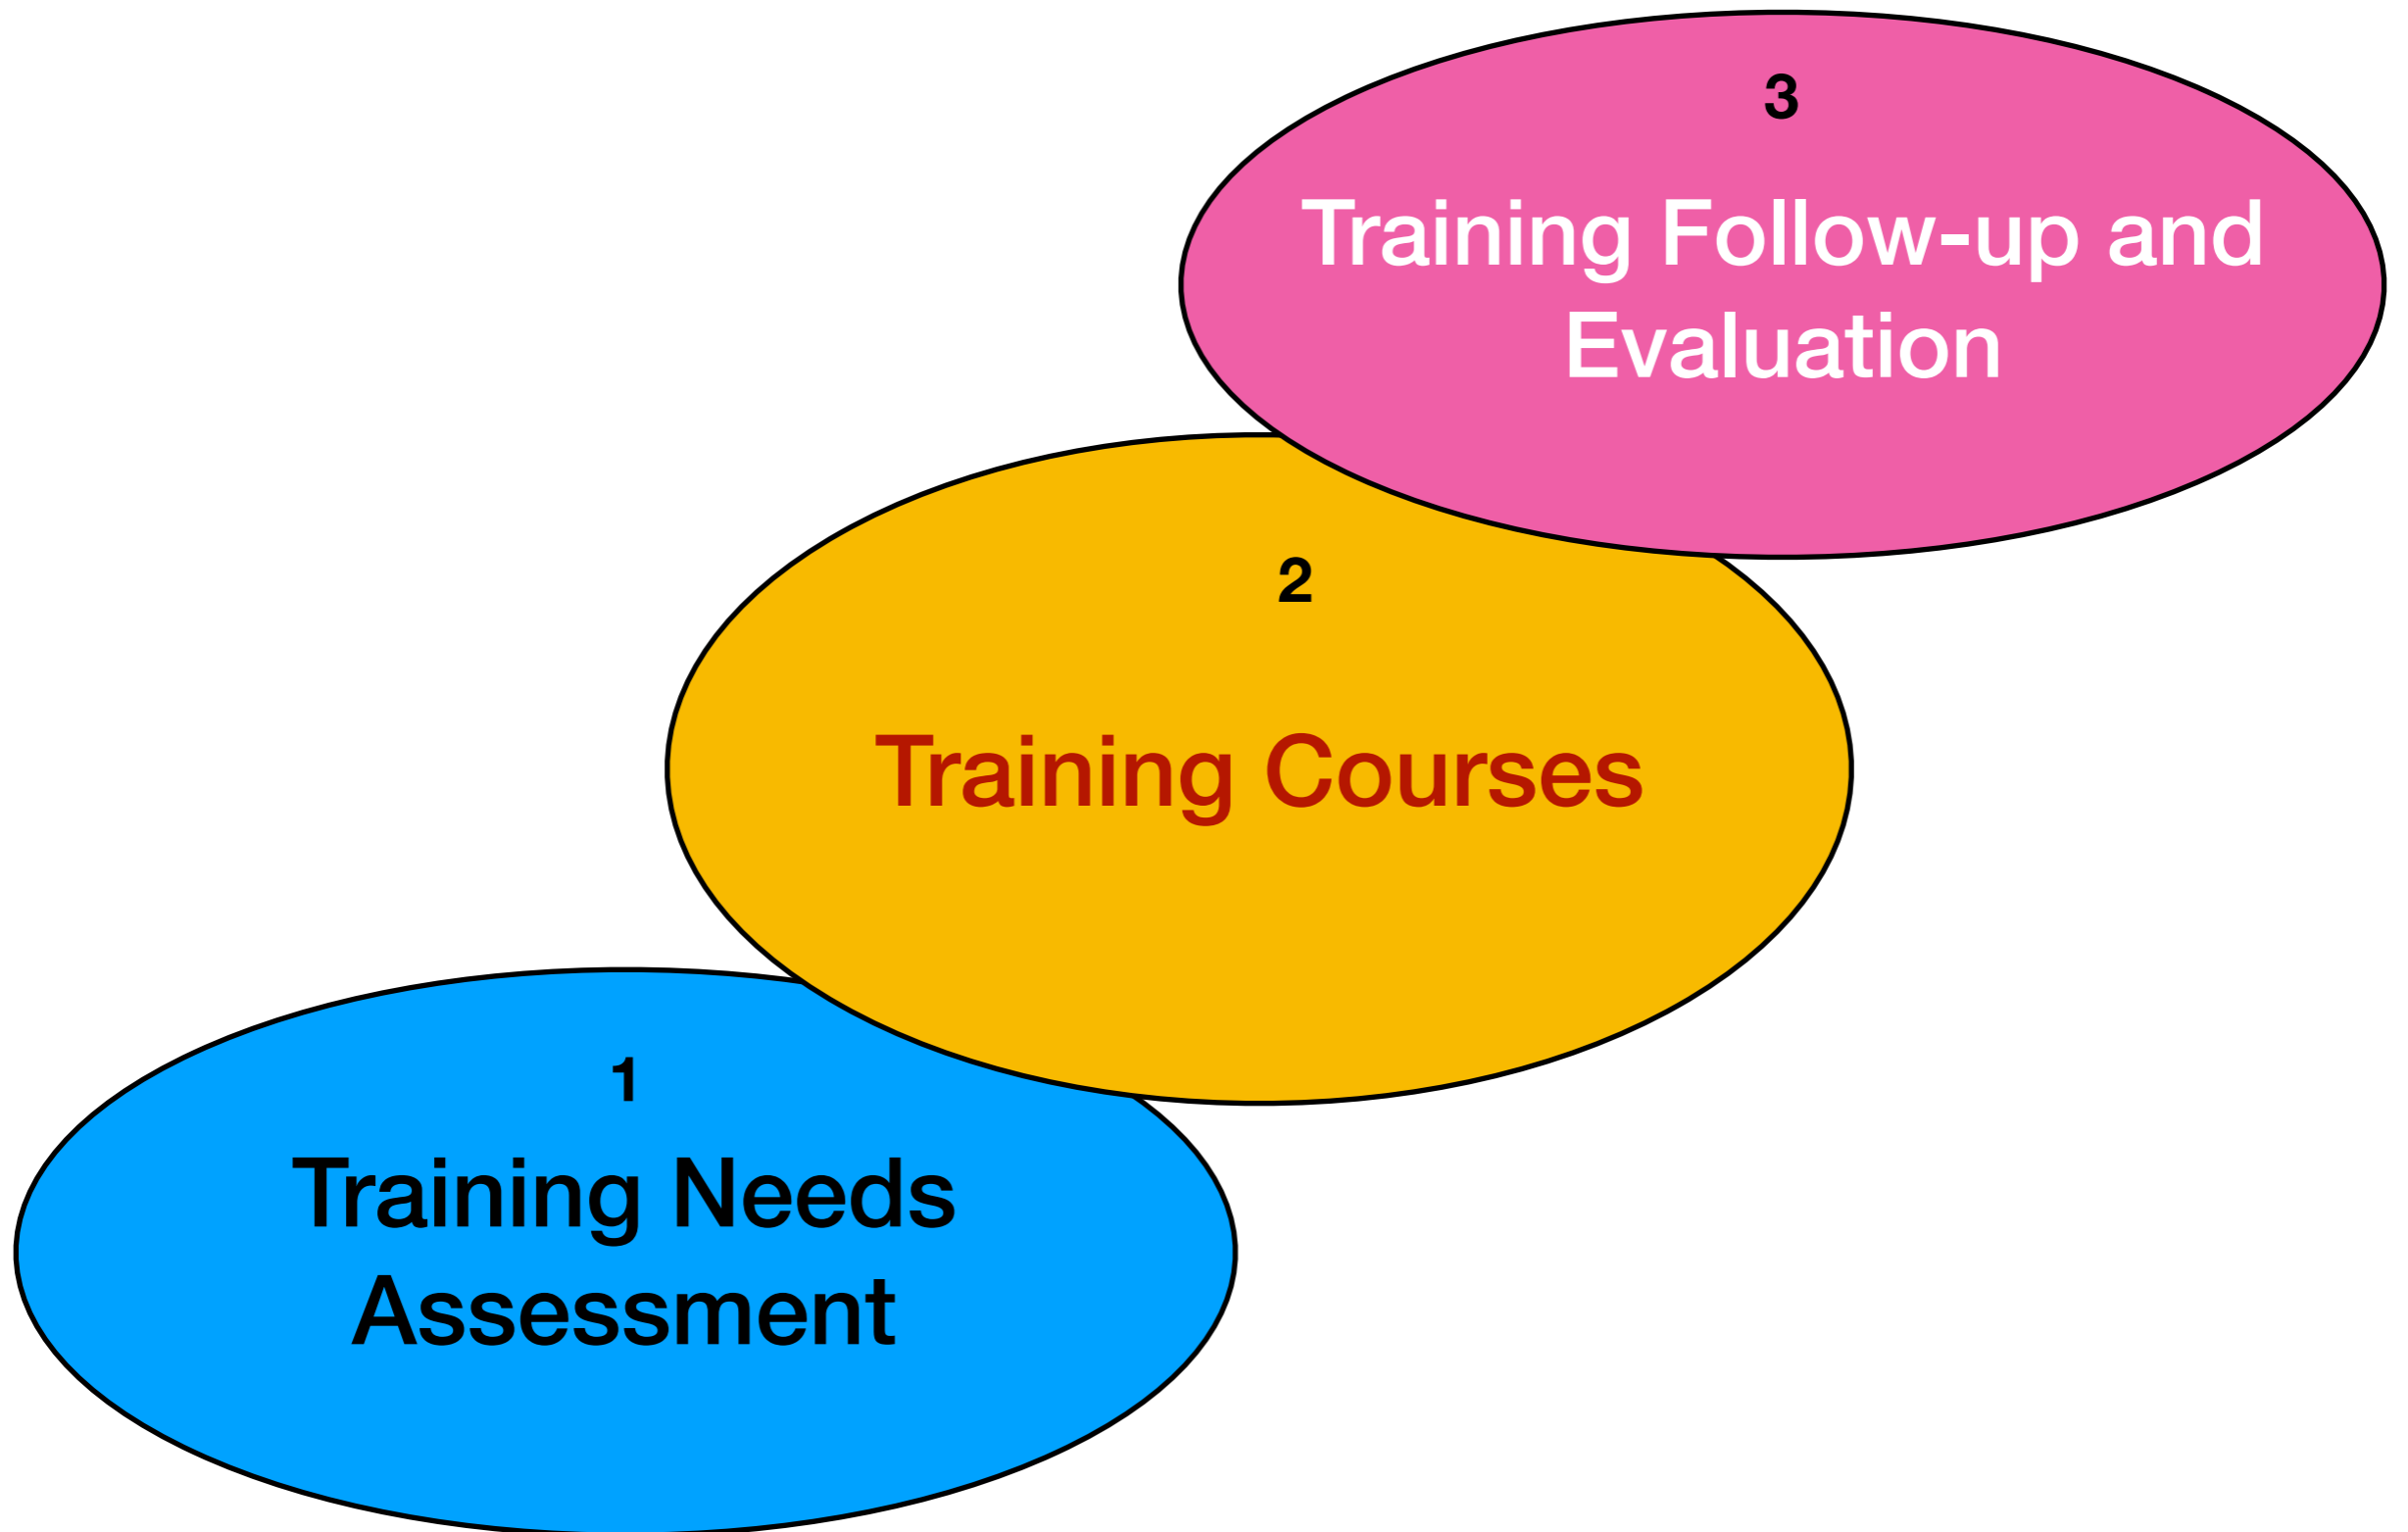 3
Training Follow-up and
Evaluation
2
Training Courses
1
Training Needs
Assessment